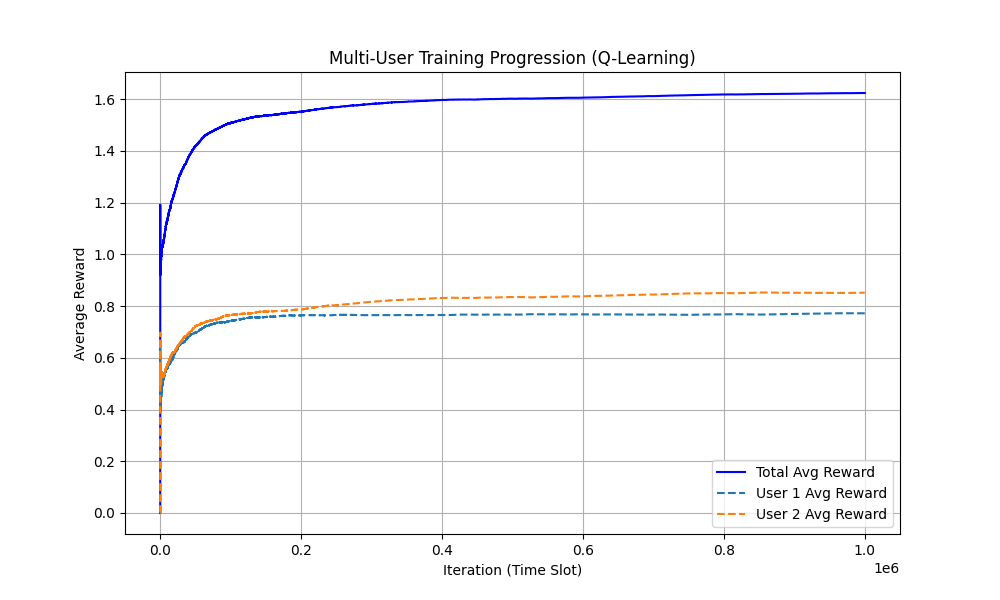 Multi-User Training Progression (Q-Learning)
Average Reward
1.6
1.4
1.2
1.0
0.8
0.6
0.4
0.2
0.0
Total Avg Reward
User 1 Avg Reward
User 2 Avg Reward
0.0 0.2 0.4 0.6 0.8 1.0
1e6
Iteration (Time Slot)